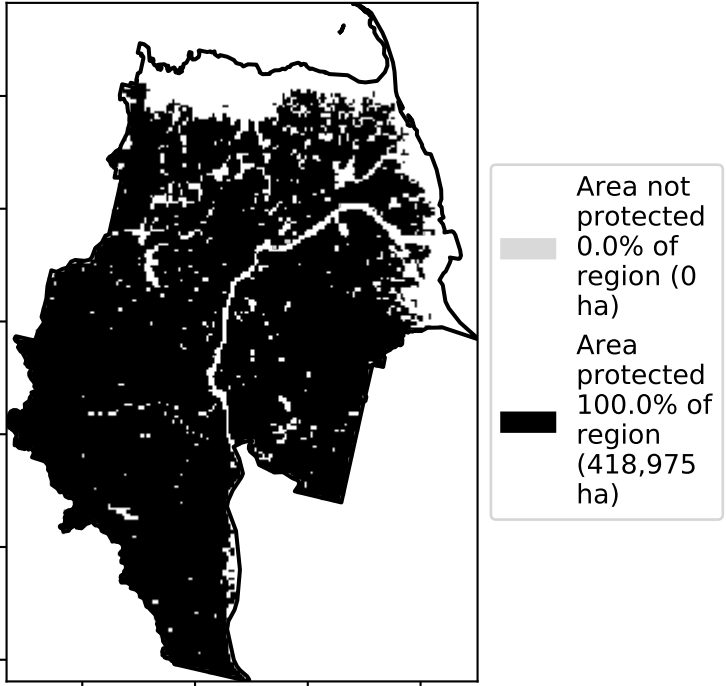 Area not
protected
0.0% of
region (0
ha)
Area
protected
100.0% of
region
(418,975
ha)